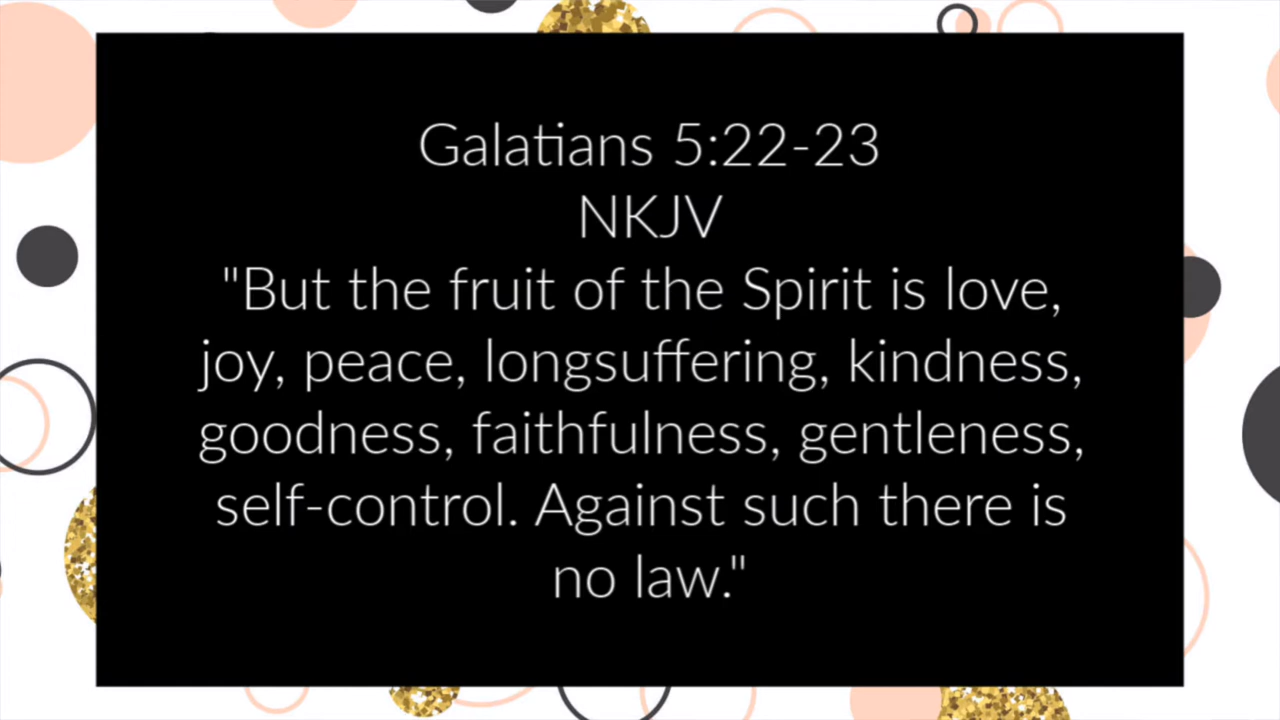 Galatians 5:22-23
NKJV
"But the fruit of the Spirit is love,
joy, peace, longsuffering, kindness,
goodness, faithfulness, gentleness,
self-control. Against such there is
no law."